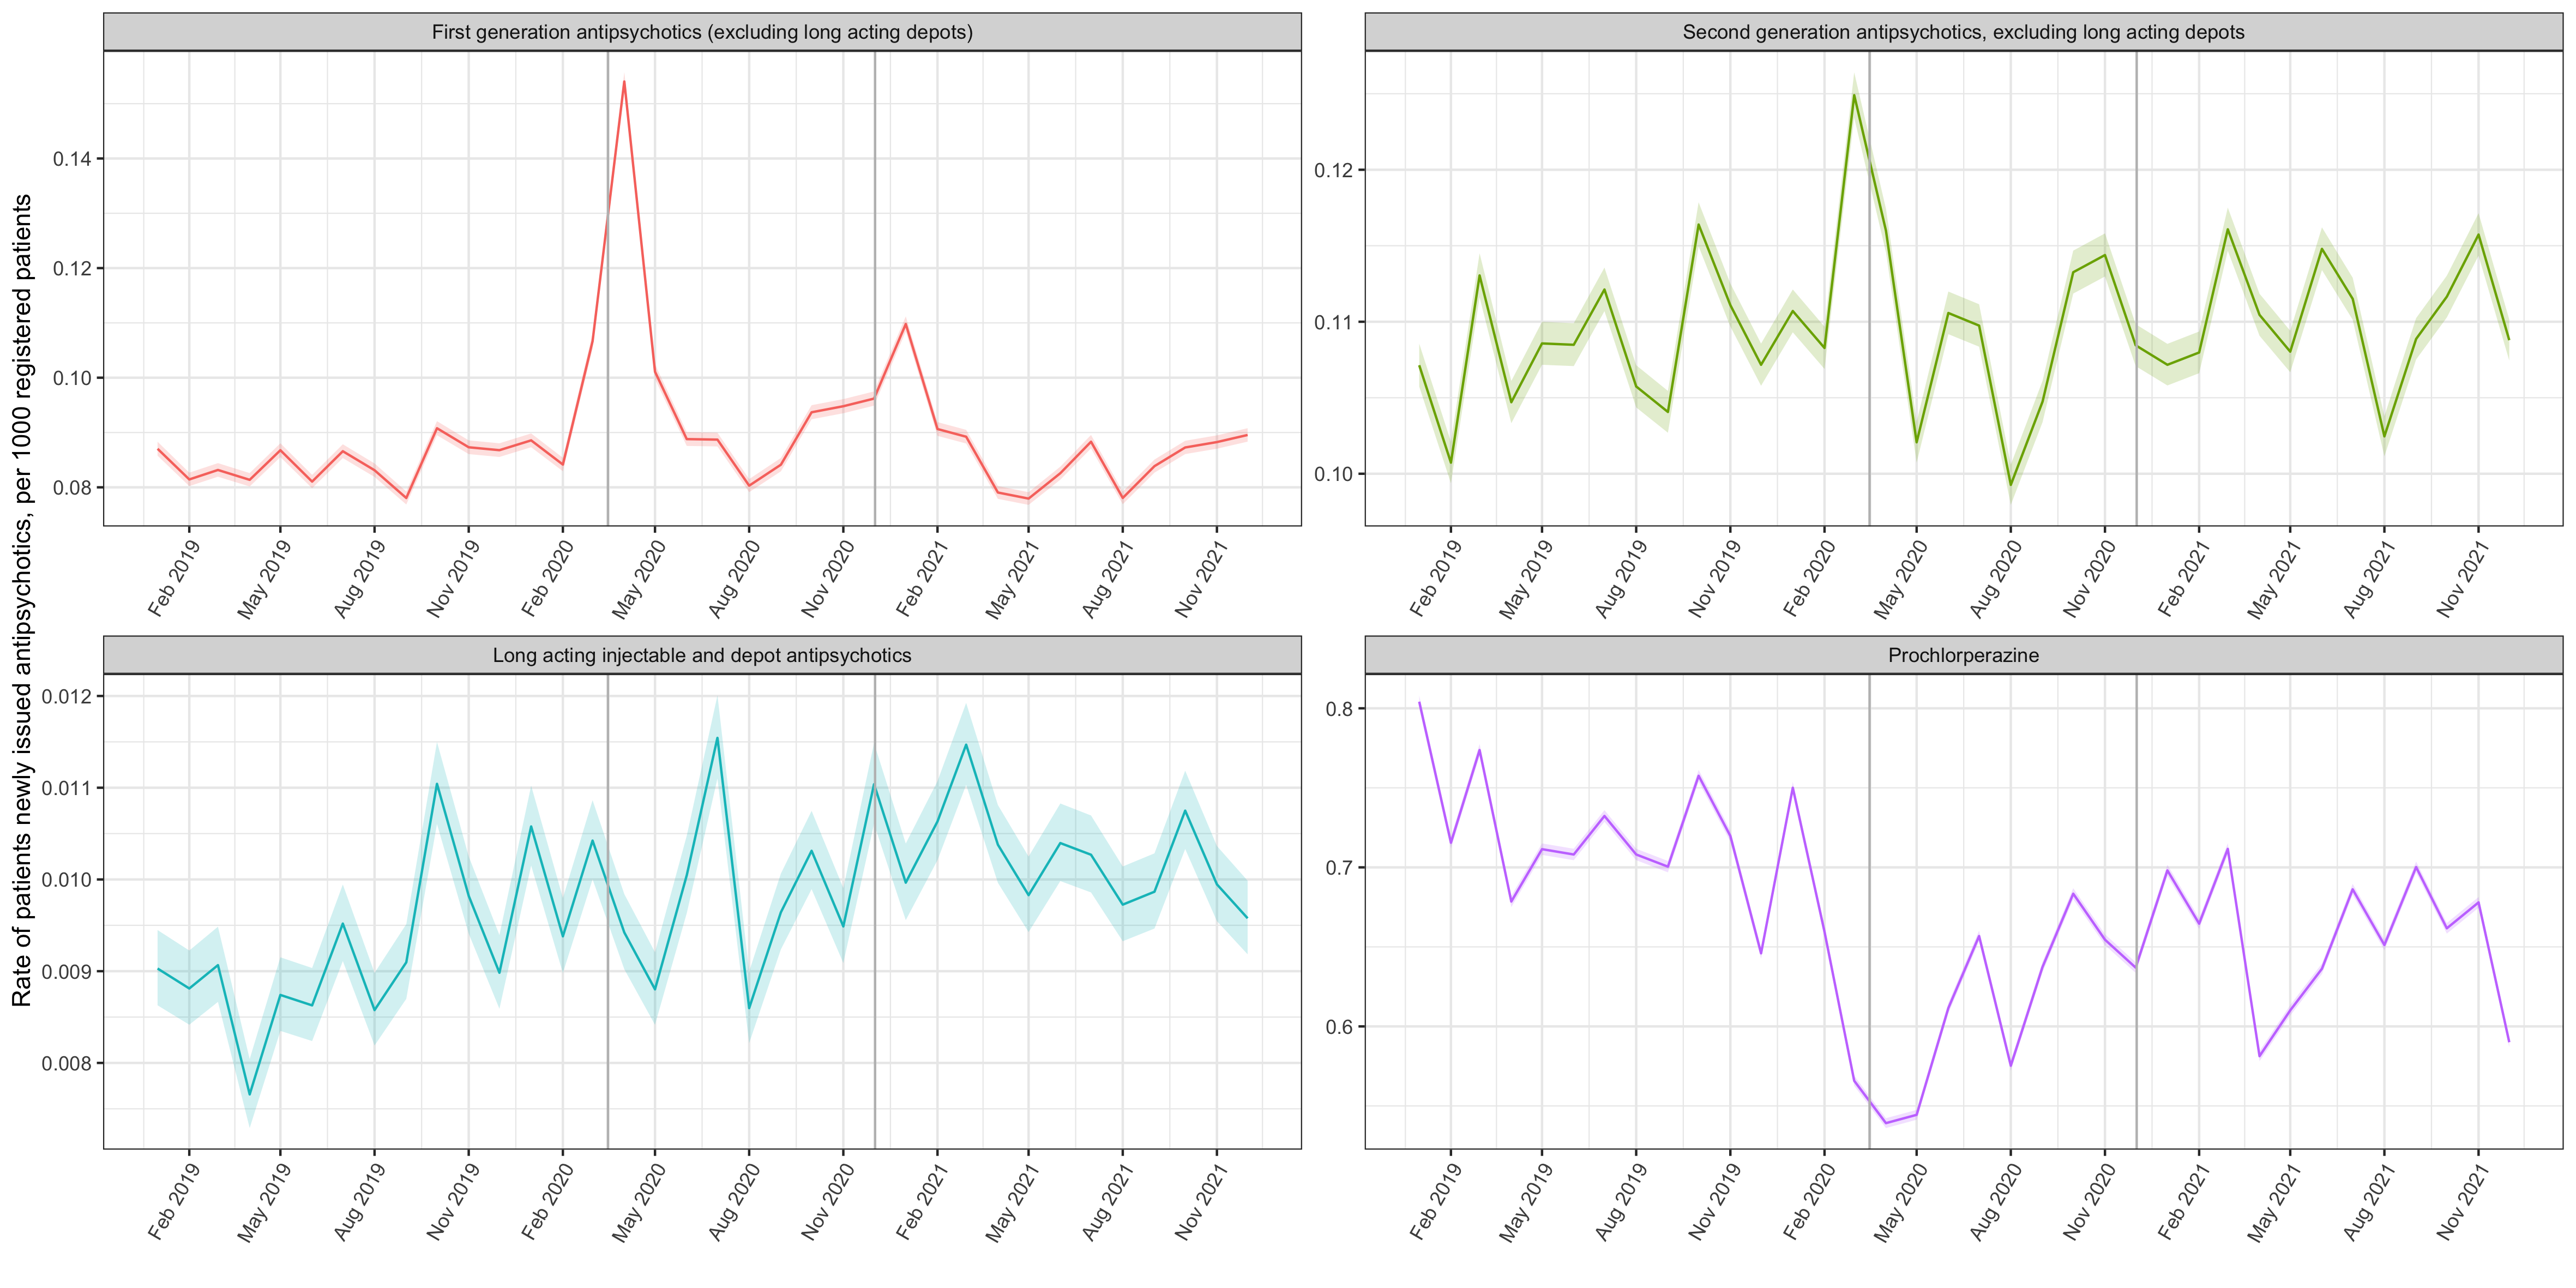 Rate of patients newly issued antipsychotics, per 1000 registered patients
First generation antipsychotics (excluding long acting depots)
0.14
0.12
0.10
0.08
Feb 2019 May 2019 Aug 2019 Nov 2019 Feb 2020 May 2020 Aug 2020 Nov 2020 Feb 2021 May 2021 Aug 2021 Nov 2021
Second generation antipsychotics, excluding long acting depots
0.12
0.11
0.10
Feb 2019 May 2019 Aug 2019 Nov 2019 Feb 2020 May 2020 Aug 2020 Nov 2020 Feb 2021 May 2021 Aug 2021 Nov 2021
Long acting injectable and depot antipsychotics
0.012
0.011
0.010
0.009
0.008
Feb 2019 May 2019 Aug 2019 Nov 2019 Feb 2020 May 2020 Aug 2020 Nov 2020 Feb 2021 May 2021 Aug 2021 Nov 2021
Prochlorperazine
0.8
0.7
0.6
Feb 2019 May 2019 Aug 2019 Nov 2019 Feb 2020 May 2020 Aug 2020 Nov 2020 Feb 2021 May 2021 Aug 2021 Nov 2021